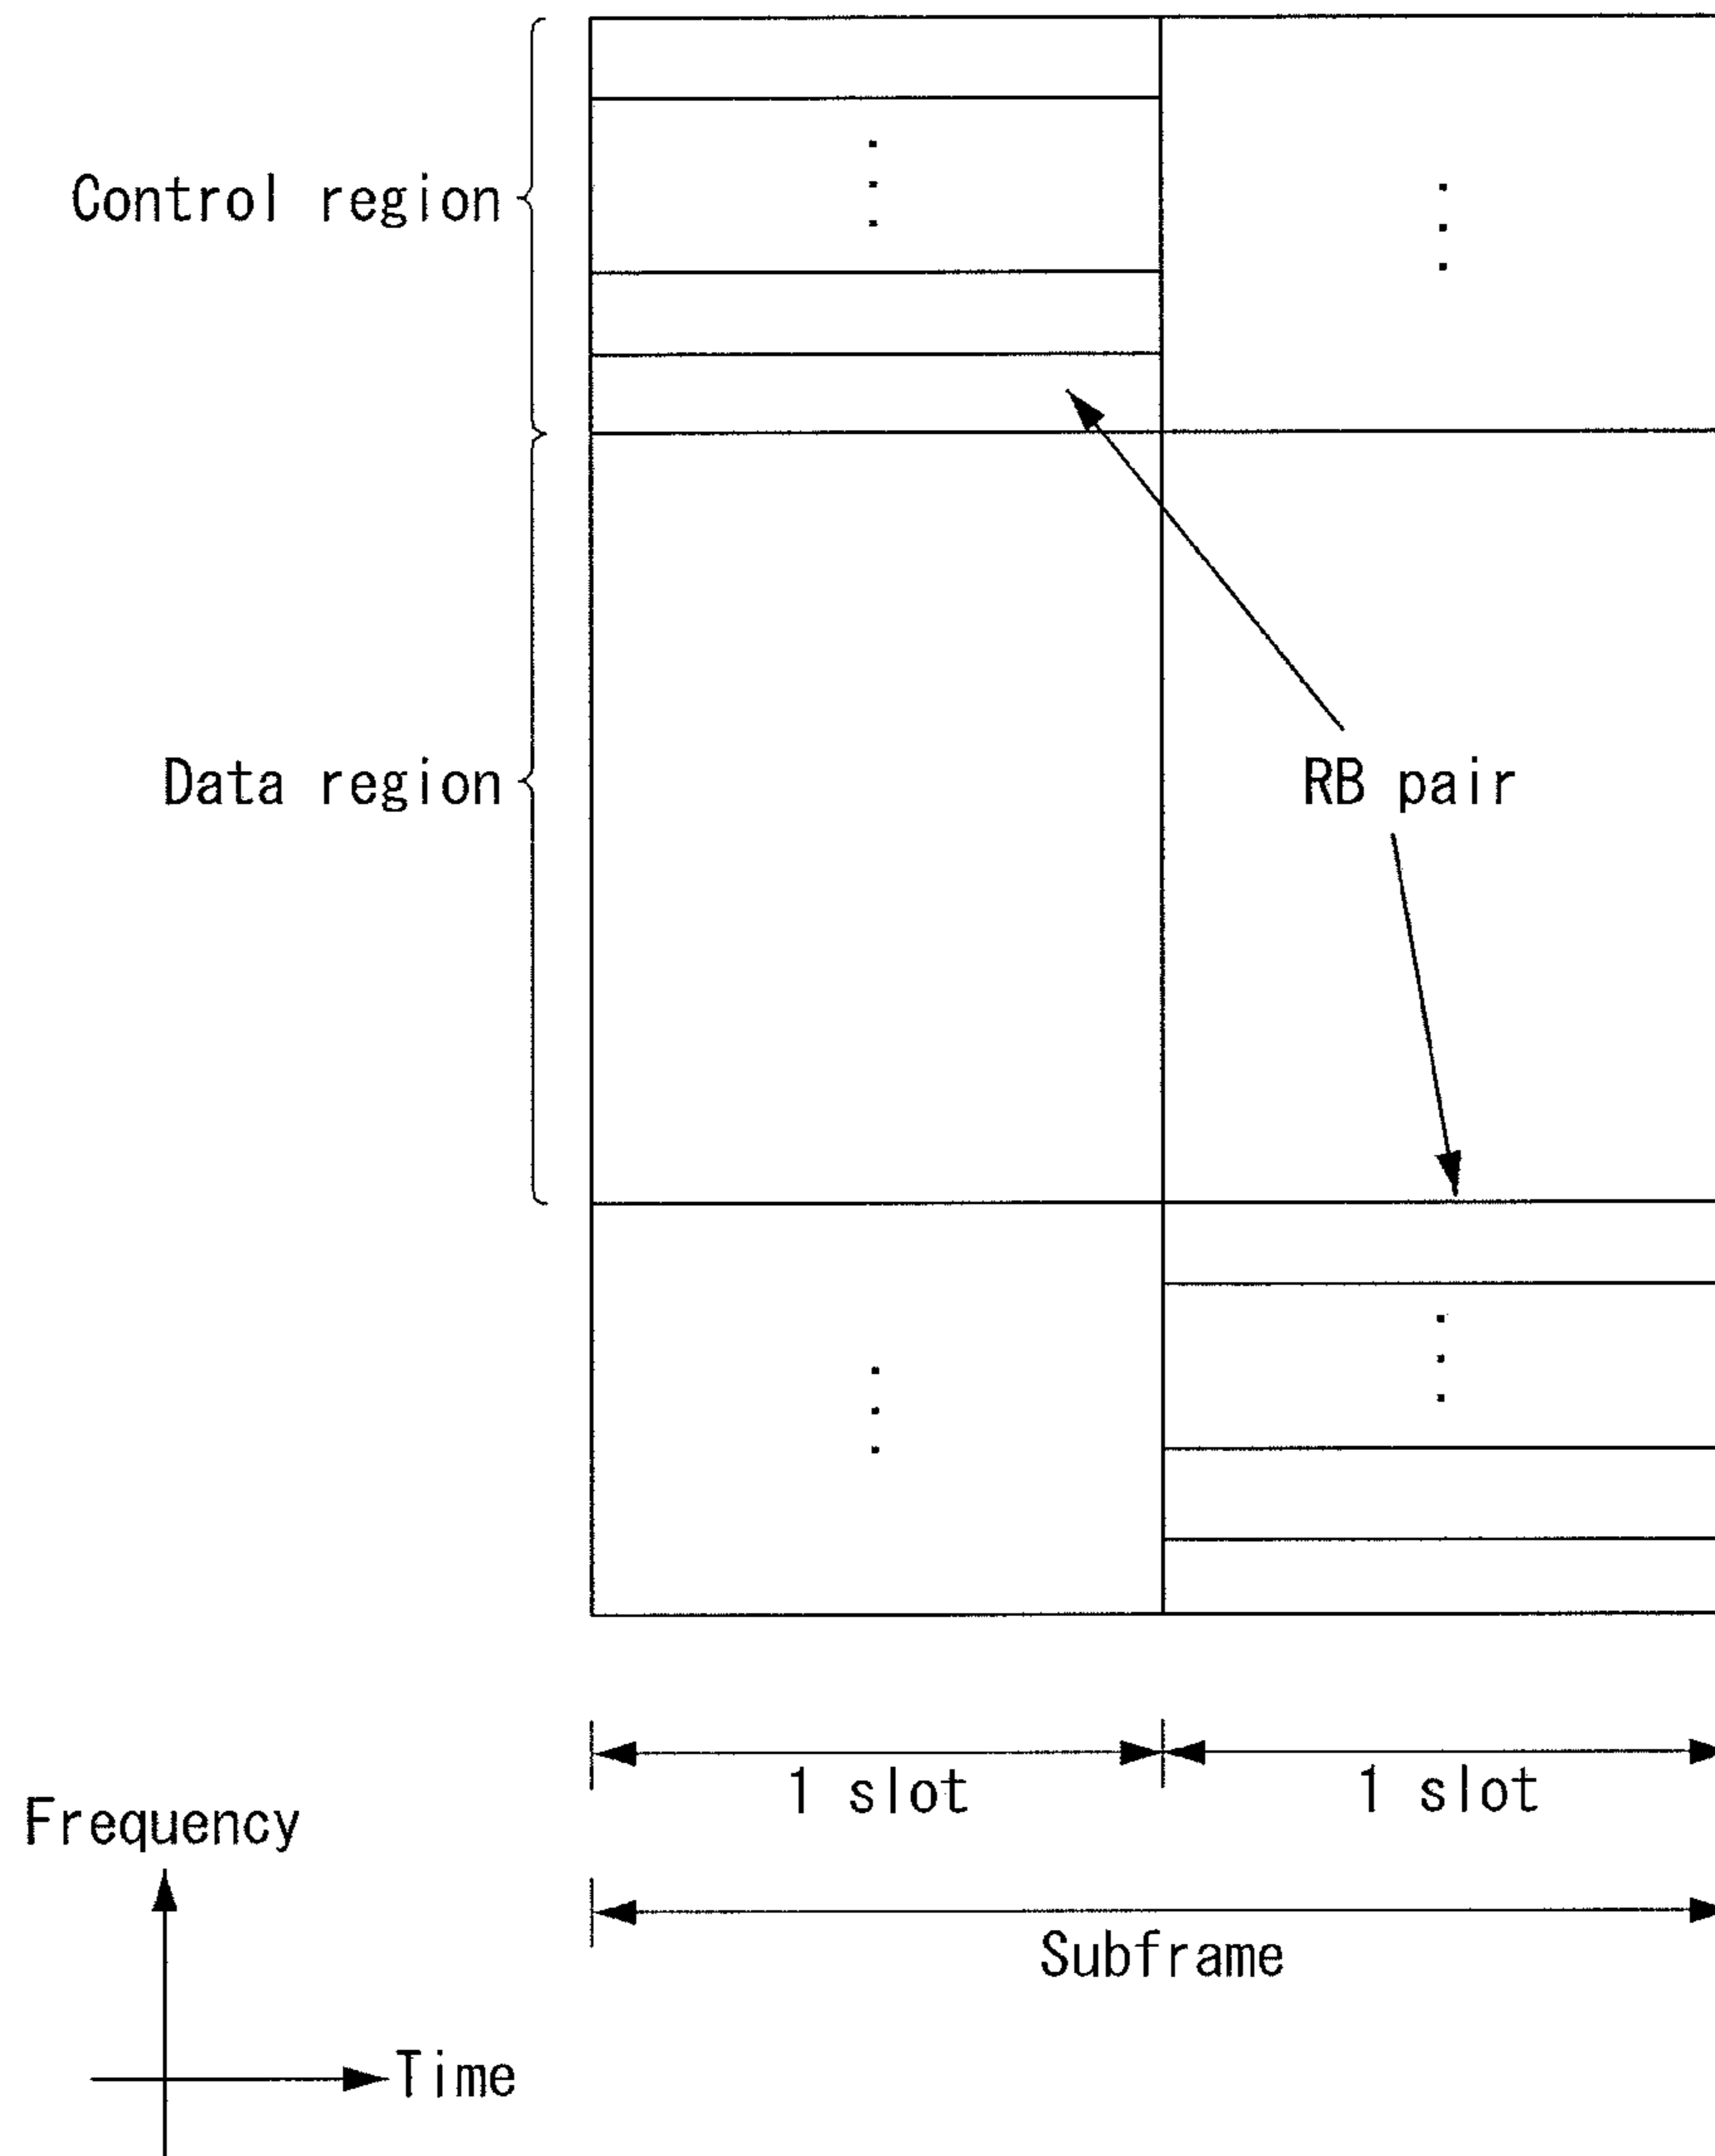 Control region
Data region
RB pair
1 slot
1 slot
Frequency
Subframe
Time